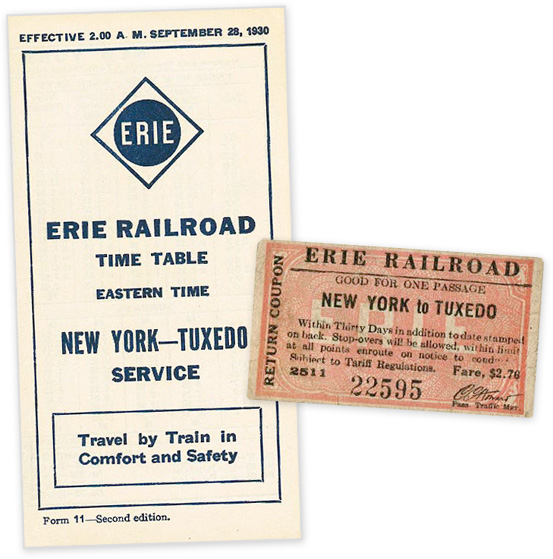 EFFECTIVE 2.00 A. M. SEPTEMBER 28, 1930
ERIE
ERIE RAILROAD
TIME TABLE
EASTERN TIME
NEW YORK—TUXEDO
SERVICE
Travel by Train in
Comfort and Safety
Form 11—Second edition.
RETURN COUPON
ERIE RAILROAD
GOOD FOR ONE PASSAGE
NEW YORK to TUXEDO
Within Thirty Days in addition to date stamped
on back. Stop-overs will be allowed, within limit
at all points enroute on notice to
Subject to Tariff Regulations.
2511
Fare, $2.76
22595
Pass. Traffic Mgr.
ERIE